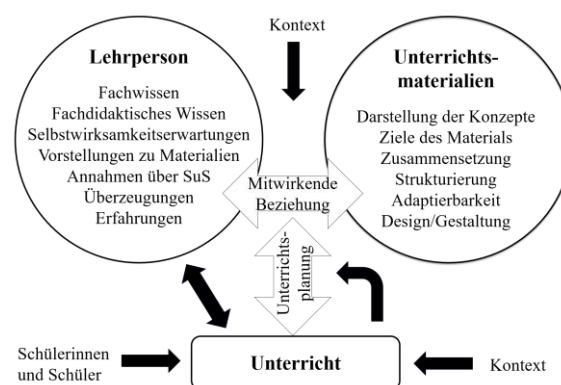 Kontext
Lehrperson
Fachwissen
Fachdidaktisches Wissen
Selbstwirksamkeitserwartungen
Vorstellungen zu Materialien
Annahmen über SuS
Überzeugungen
Erfahrungen
Unterrichts-
materialien
Darstellung der Konzepte
Ziele des Materials
Zusammensetzung
Strukturierung
Adaptierbarkeit
Design/Gestaltung
Mitwirkende
Beziehung
Unterrichts-
planung
Schülerinnen
und Schüler
Unterricht
Kontext